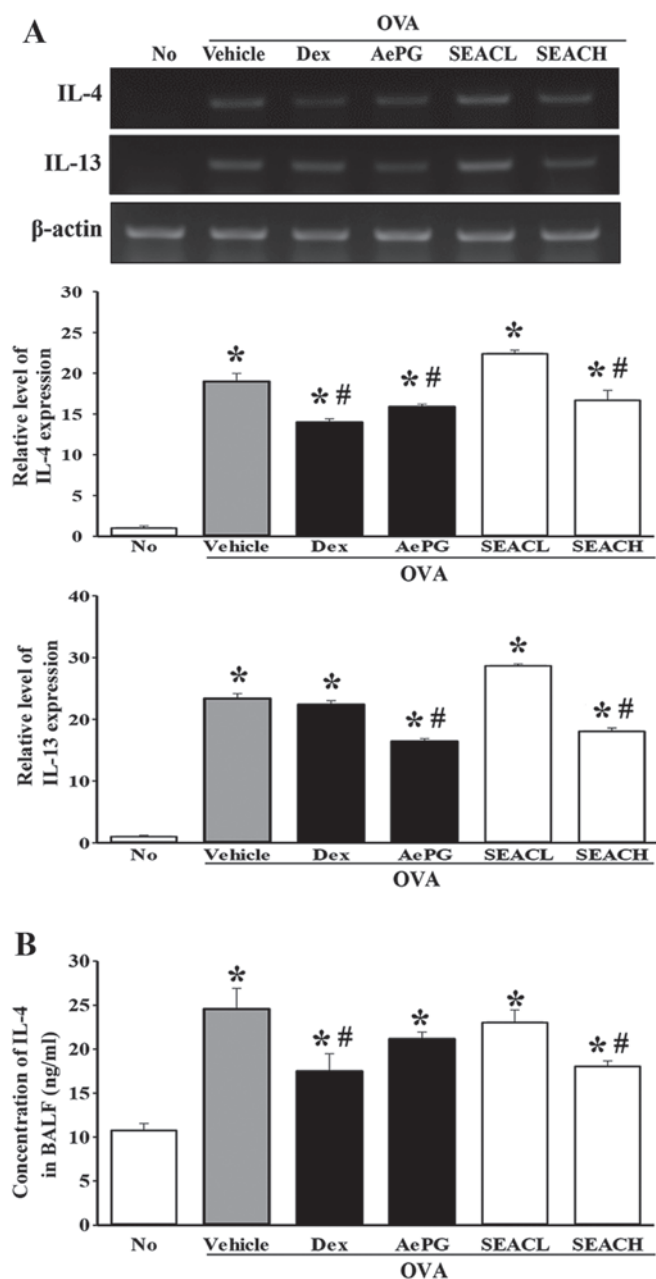 A
OVA
No Vehicle Dex AePG SEACL SEACH
IL-4
IL-13
β-actin
Relative level of
IL-4 expression
30
25
20
15
10
5
0
*
* #
* #
*
* #
No Vehicle Dex AePG SEACL SEACH
OVA
Relative level of
IL-13 expression
40
30
20
10
0
*
*
* #
*
* #
No Vehicle Dex AePG SEACL SEACH
OVA
B
Concentration of IL-4
in BALF (ng/ml)
30
25
20
15
10
5
0
*
* #
*
*
* #
No Vehicle Dex AePG SEACL SEACH
OVA